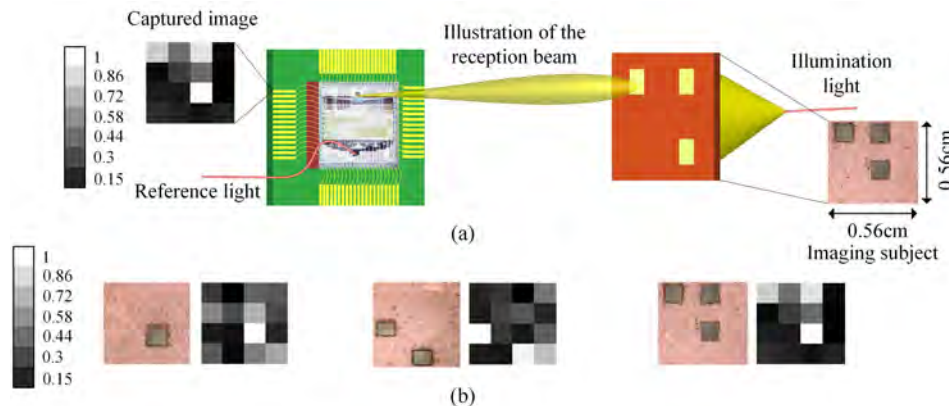 Captured image
Illustration of the
reception beam
Illumination
light
1
0.86
0.72
0.58
0.44
0.3
0.15
Reference light
0.56cm
0.56cm
Imaging subject
(a)
1
0.86
0.72
0.58
0.44
0.3
0.15
(b)